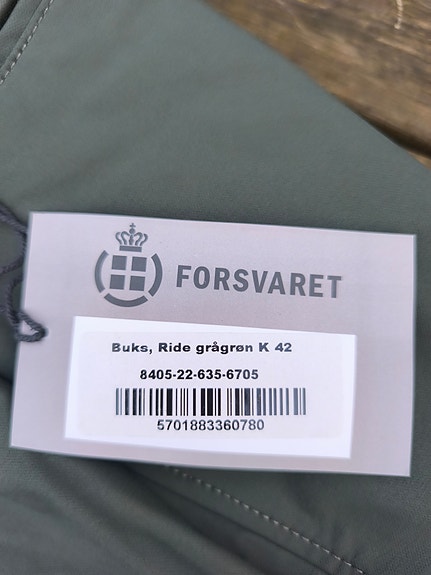 FORSVARET
Buks, Ride grågrøn K 42
8405-22-635-6705
5701883360780